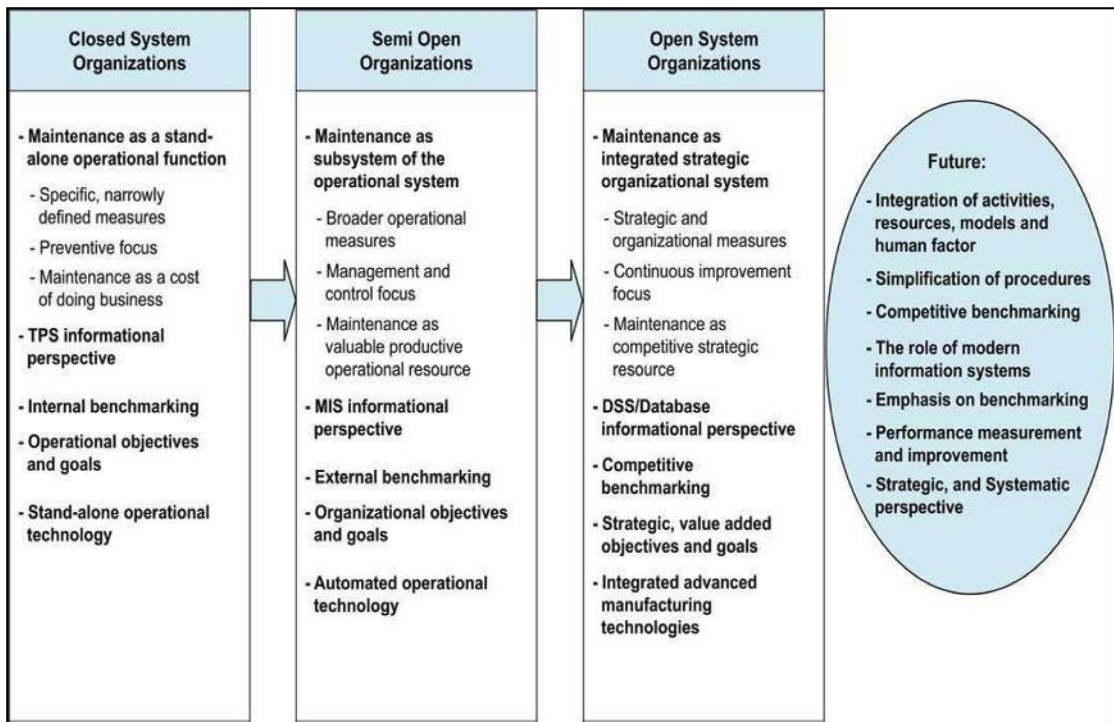 Closed System
Organizations
- Maintenance as a stand-
alone operational function
- Specific, narrowly
defined measures
- Preventive focus
- Maintenance as a cost
of doing business
- TPS informational
perspective
- Internal benchmarking
- Operational objectives
and goals
- Stand-alone operational
technology
Semi Open
Organizations
- Maintenance as
subsystem of the
operational system
- Broader operational
measures
- Management and
control focus
- Maintenance as
valuable productive
operational resource
- MIS informational
perspective
- External benchmarking
- Organizational objectives
and goals
- Automated operational
technology
Open System
Organizations
- Maintenance as
integrated strategic
organizational system
- Strategic and
organizational measures
- Continuous improvement
focus
- Maintenance as
competitive strategic
resource
- DSS/Database
informational perspective
- Competitive
benchmarking
- Strategic, value added
objectives and goals
- Integrated advanced
manufacturing
technologies
Future:
- Integration of activities,
resources, models and
human factor
- Simplification of procedures
- Competitive benchmarking
- The role of modern
information systems
- Emphasis on benchmarking
- Performance measurement
and improvement
- Strategic, and Systematic
perspective